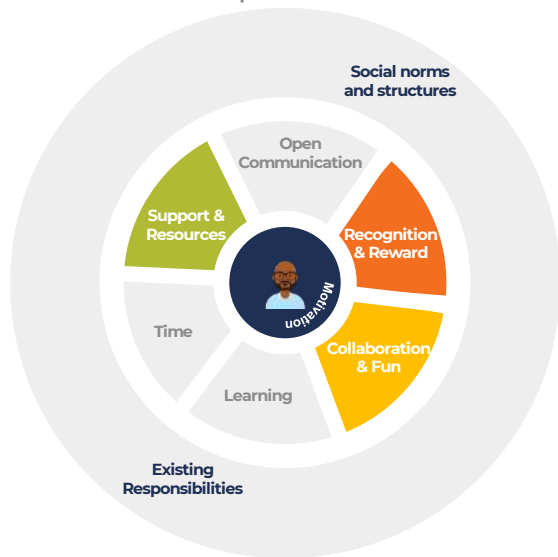 Social norms
and structures
Open
Communication
Support &
Resources
Recognition
& Reward
Motivation
Time
Collaboration
& Fun
Learning
Existing
Responsibilities